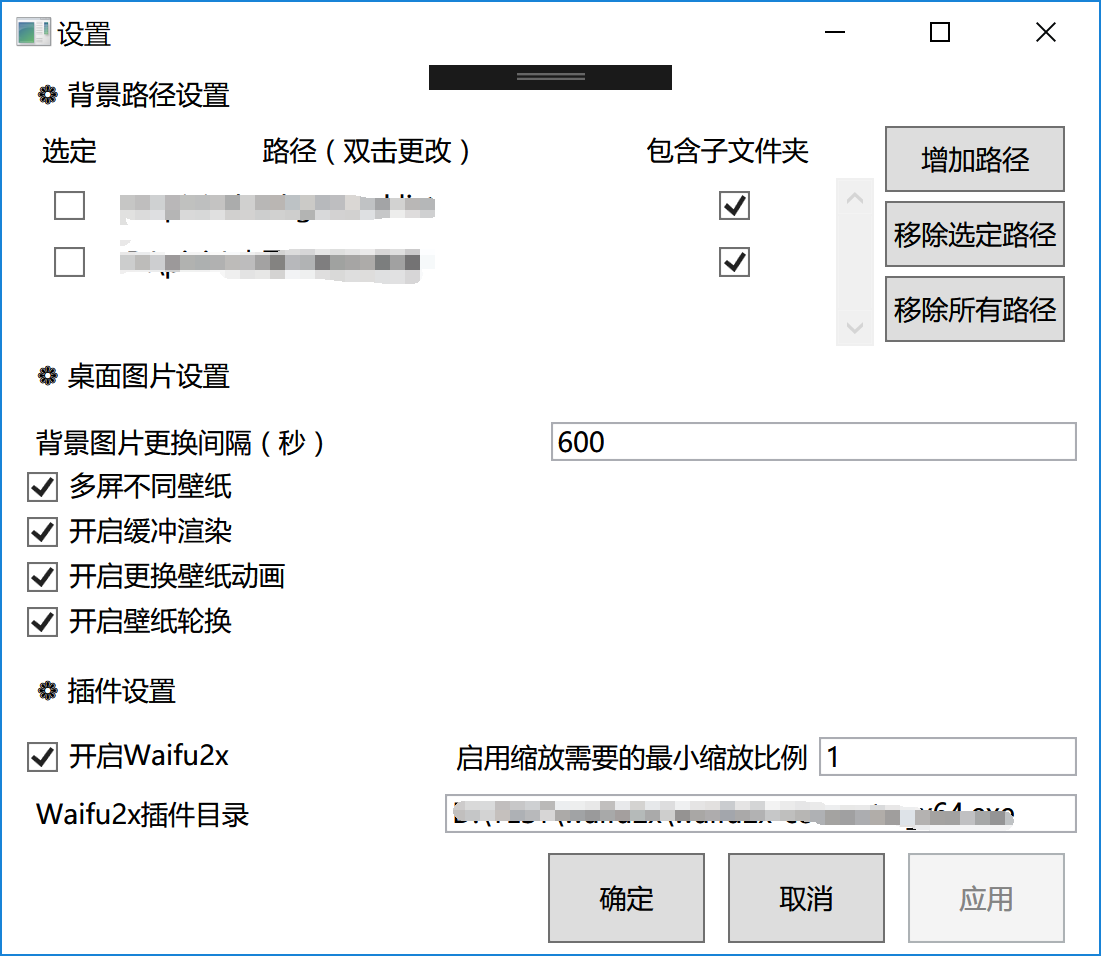 设置
背景路径设置
选定 路径（双击更改） 包含子文件夹
增加路径
移除选定路径
移除所有路径
桌面图片设置
背景图片更换间隔（秒） 600
多屏不同壁纸
开启缓冲渲染
开启更换壁纸动画
开启壁纸轮换
插件设置
开启Waifu2x 启用缩放需要的最小缩放比例 1
Waifu2x插件目录
确定 取消 应用